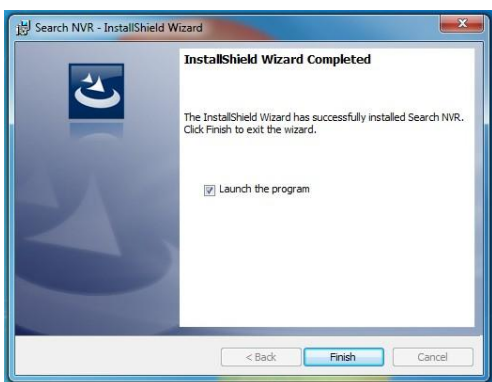 Search NVR - InstallShield Wizard
InstallShield Wizard Completed
The InstallShield Wizard has successfully installed Search NVR.
Click Finish to exit the wizard.
Launch the program
< Back
Finish
Cancel